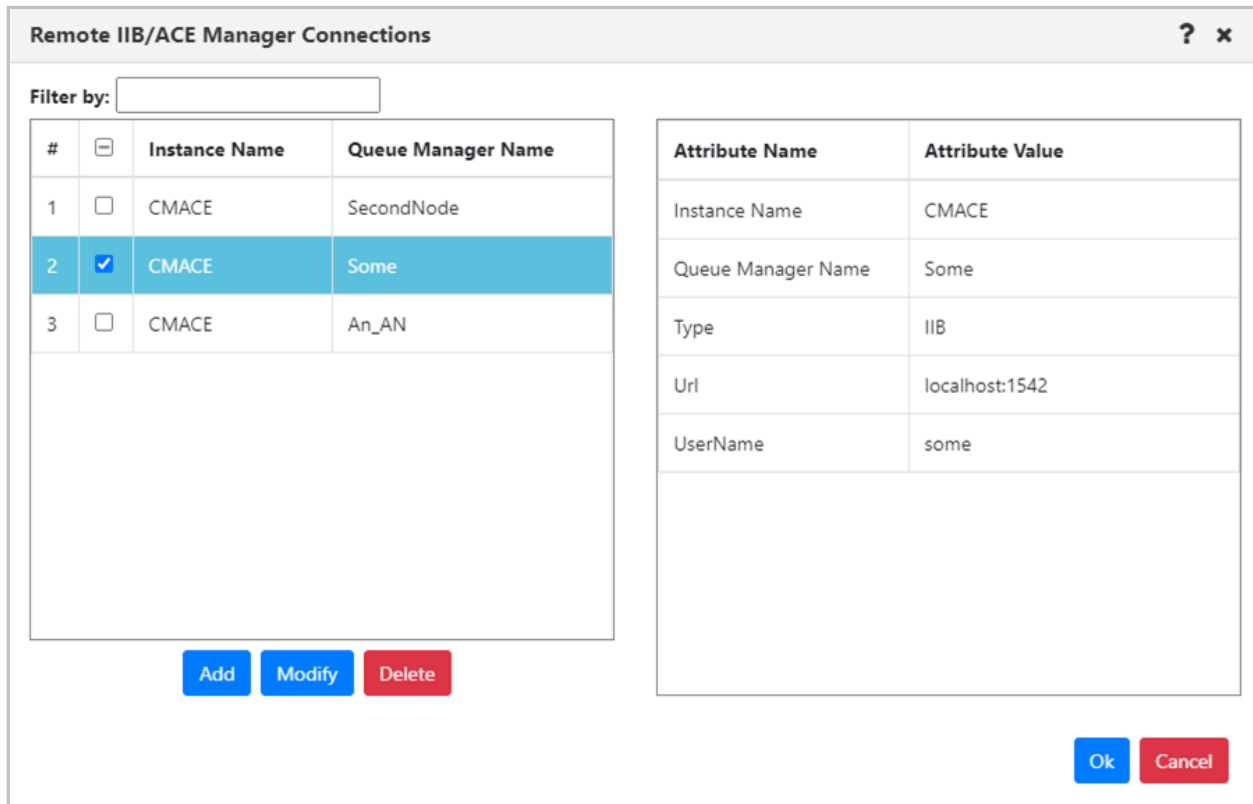 Remote IIB/ACE Manager Connections ? ×
Filter by:
# Instance Name Queue Manager Name
1 CMACE SecondNode
2 CMACE Some
3 CMACE An_AN
Add Modify Delete
Attribute Name Attribute Value
Instance Name CMACE
Queue Manager Name Some
Type IIB
Url localhost:1542
UserName some
Ok Cancel